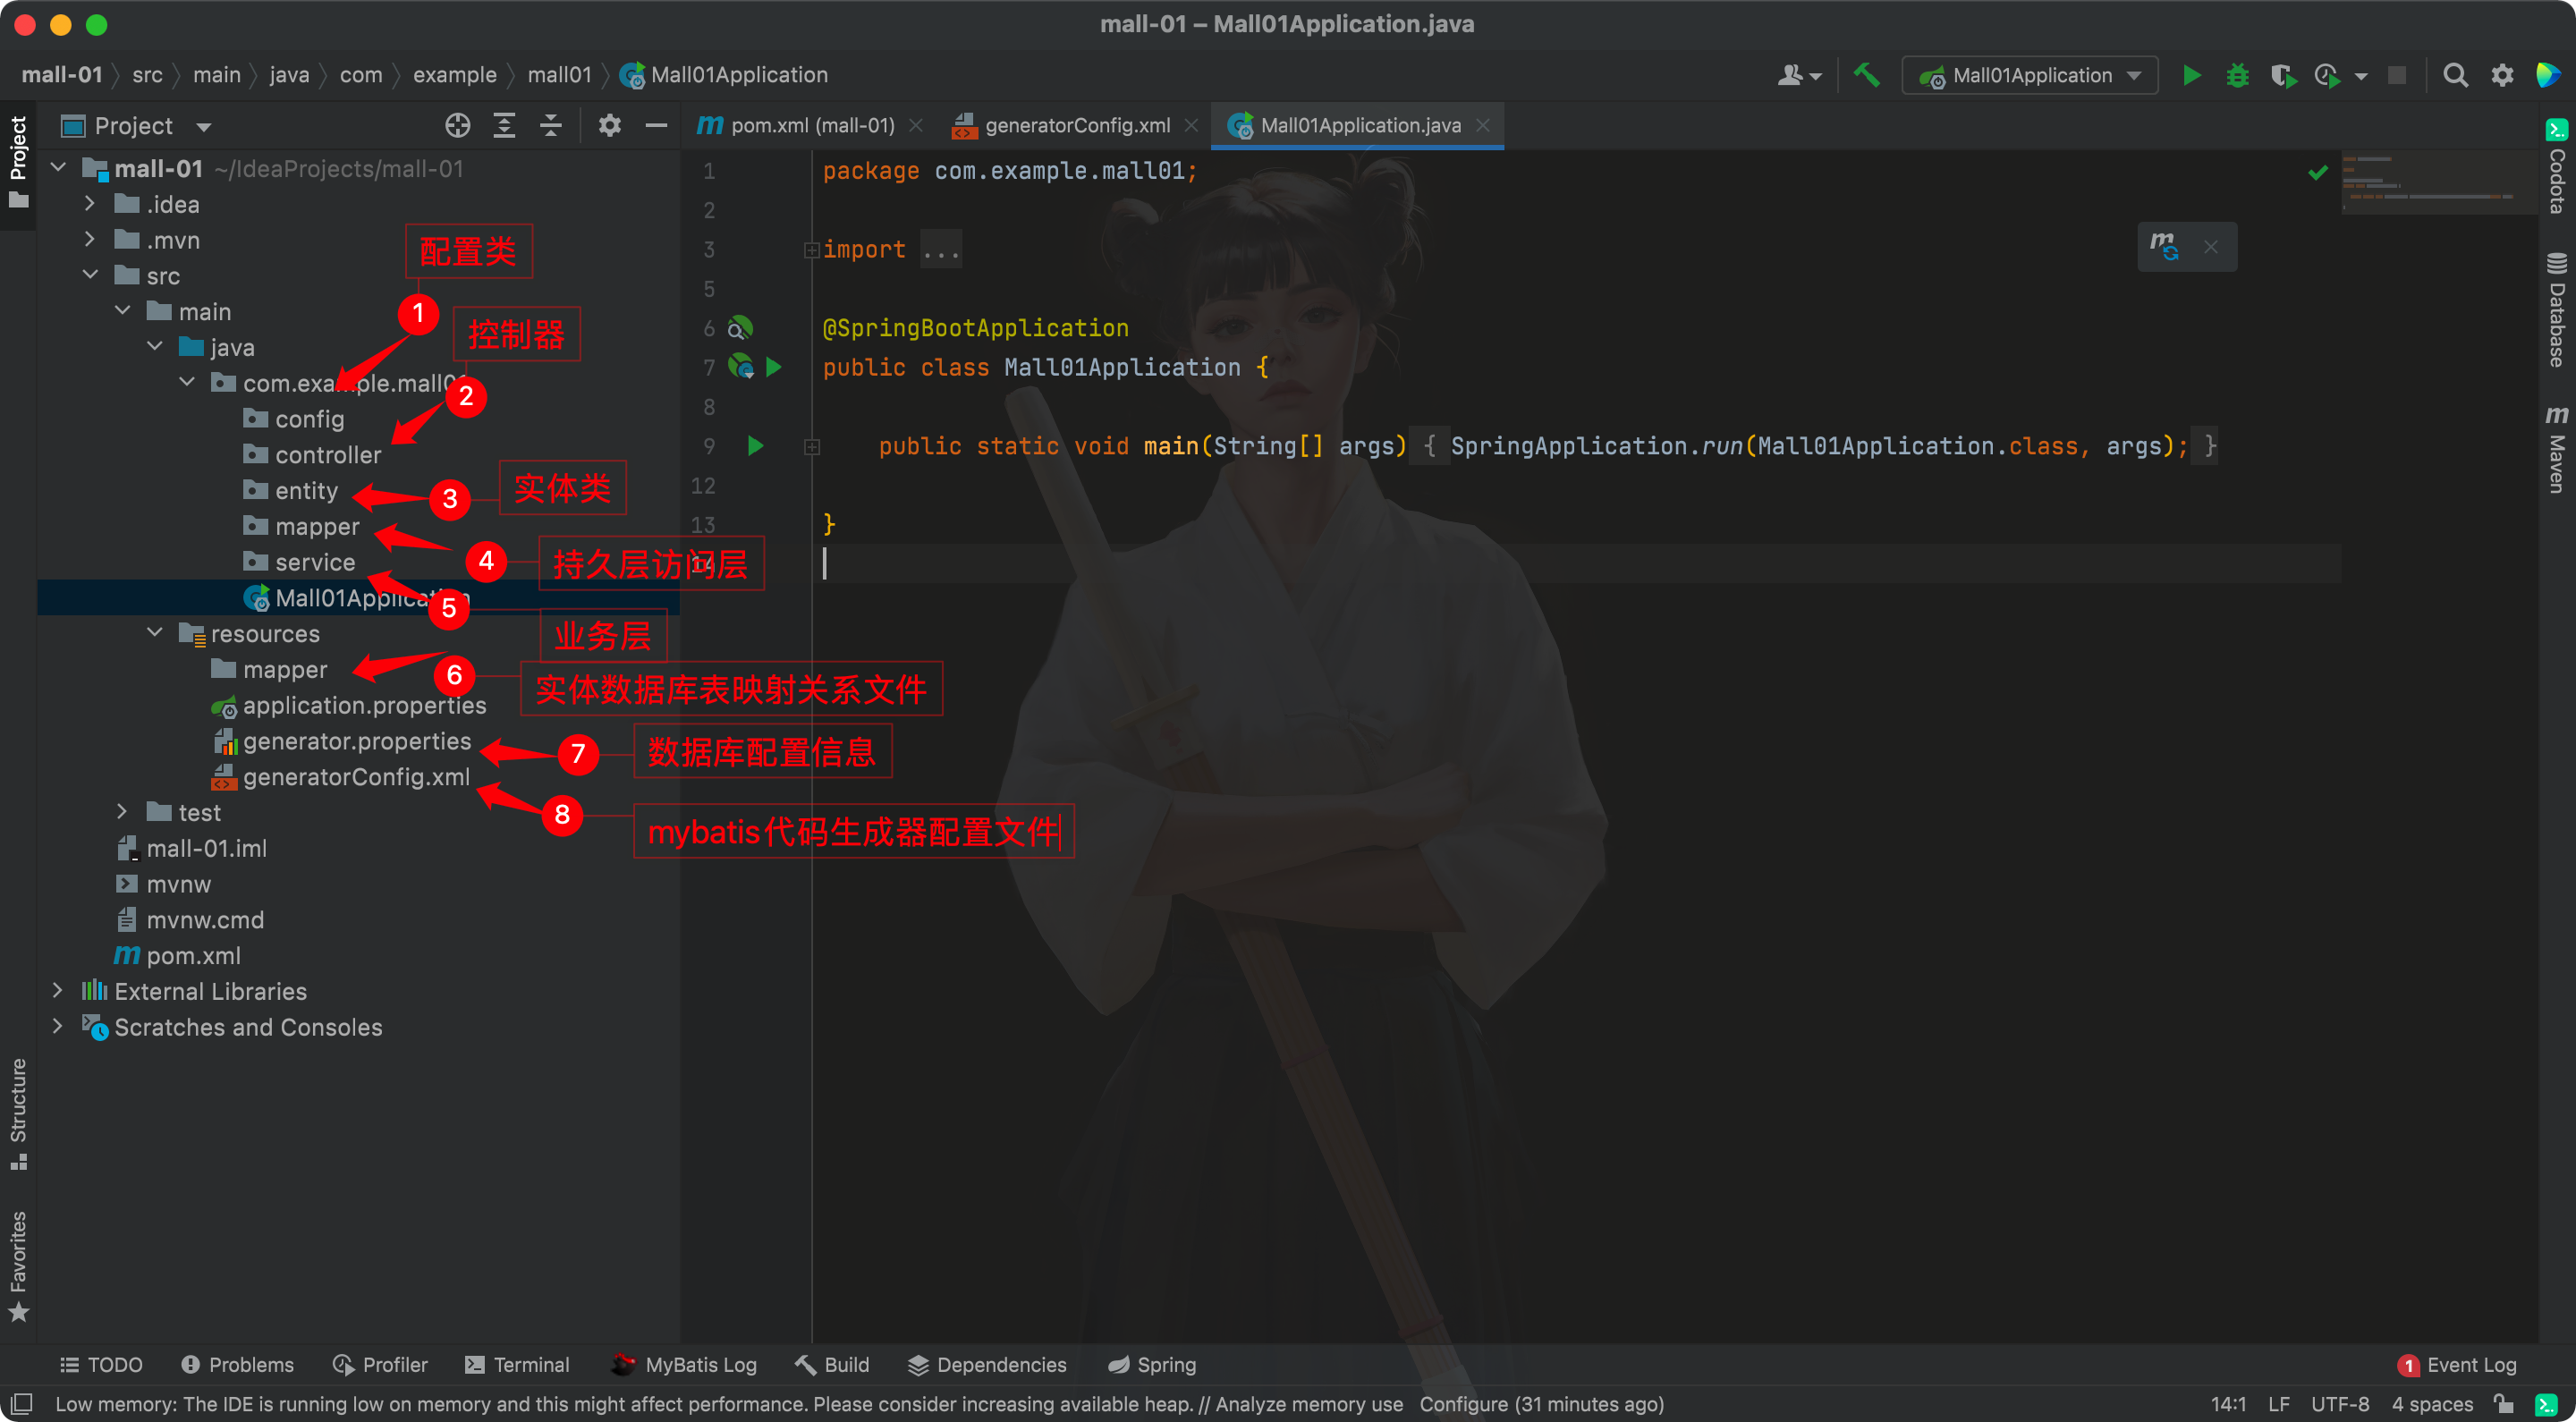 mall-01 – Mall01Application.java
mall-01 src main java com example mall01 Mall01Application
Mall01Application
Project
pom.xml (mall-01)
generatorConfig.xml
Mall01Application.java
Project
mall-01 ~/IdeaProjects/mall-01
.idea
.mvn
src
main
java
com.example.mall01
config
controller
entity
mapper
service
Mall01Application
resources
mapper
application.properties
generator.properties
generatorConfig.xml
test
mall-01.iml
mvnw
mvnw.cmd
pom.xml
External Libraries
Scratches and Consoles
1 配置类
2 控制器
3 实体类
4 持久层访问层
5 业务层
6 实体数据库表映射关系文件
7 数据库配置信息
8 mybatis代码生成器配置文件
1 package com.example.mall01;
2
3 import ...
5
6 @SpringBootApplication
7 public class Mall01Application {
8
9 public static void main(String[] args) { SpringApplication.run(Mall01Application.class, args); }
12
13 }
14
Codota
Database
Maven
Structure
Favorites
TODO Problems Profiler Terminal MyBatis Log Build Dependencies Spring 1 Event Log
Low memory: The IDE is running low on memory and this might affect performance. Please consider increasing available heap. // Analyze memory use Configure (31 minutes ago) 14:1 LF UTF-8 4 spaces